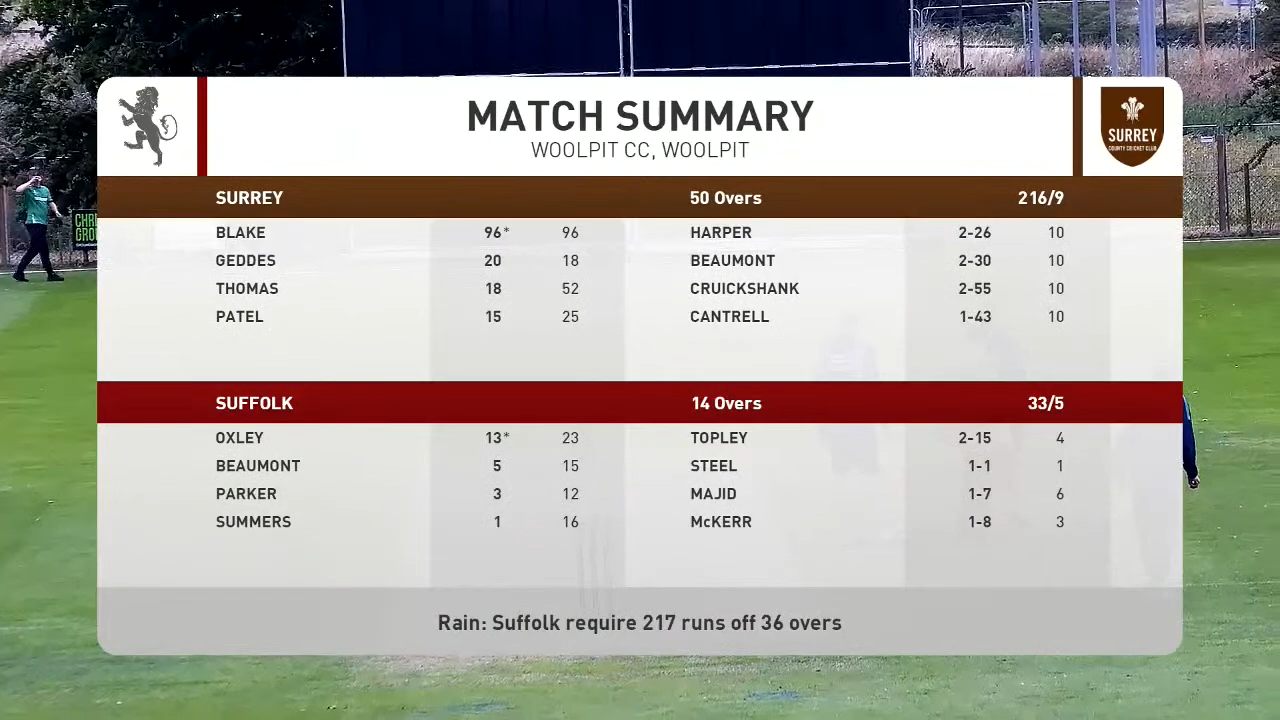 MATCH SUMMARY
WOOLPIT CC, WOOLPIT
SURREY
COUNTY CRICKET CLUB
SURREY 50 Overs 216/9
BLAKE 96* 96 HARPER 2-26 10
GEDDES 20 18 BEAUMONT 2-30 10
THOMAS 18 52 CRUICKSHANK 2-55 10
PATEL 15 25 CANTRELL 1-43 10
SUFFOLK 14 Overs 33/5
OXLEY 13* 23 TOPLEY 2-15 4
BEAUMONT 5 15 STEEL 1-1 1
PARKER 3 12 MAJID 1-7 6
SUMMERS 1 16 McKERR 1-8 3
Rain: Suffolk require 217 runs off 36 overs